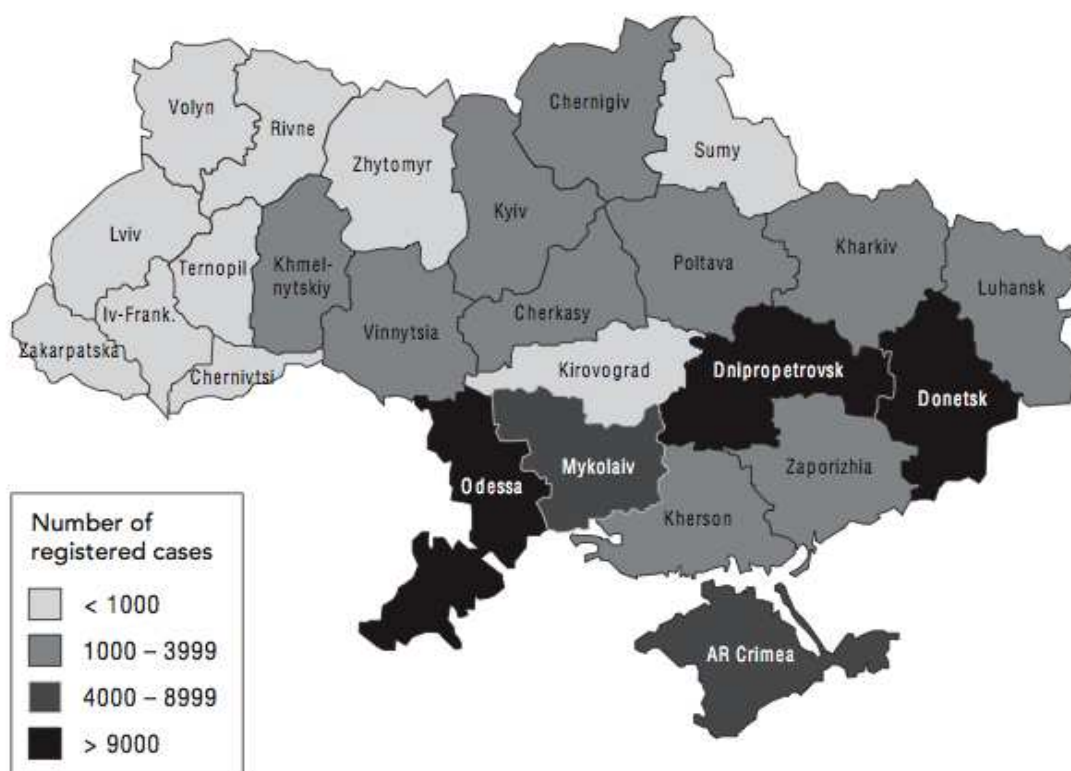 Volyn
Rivne
Zhytomyr
Chernigiv
Sumy
Lviv
Ternopil
Khmel-
nytskiy
Kyiv
Poltava
Kharkiv
Luhansk
Iv-Frank.
Zakarpatska
Chernivtsi
Vinnytsia
Cherkasy
Kirovograd
Dnipropetrovsk
Donetsk
Odessa
Mykolaiv
Zaporizhia
Kherson
AR Crimea
Number of
registered cases
< 1000
1000 – 3999
4000 – 8999
> 9000